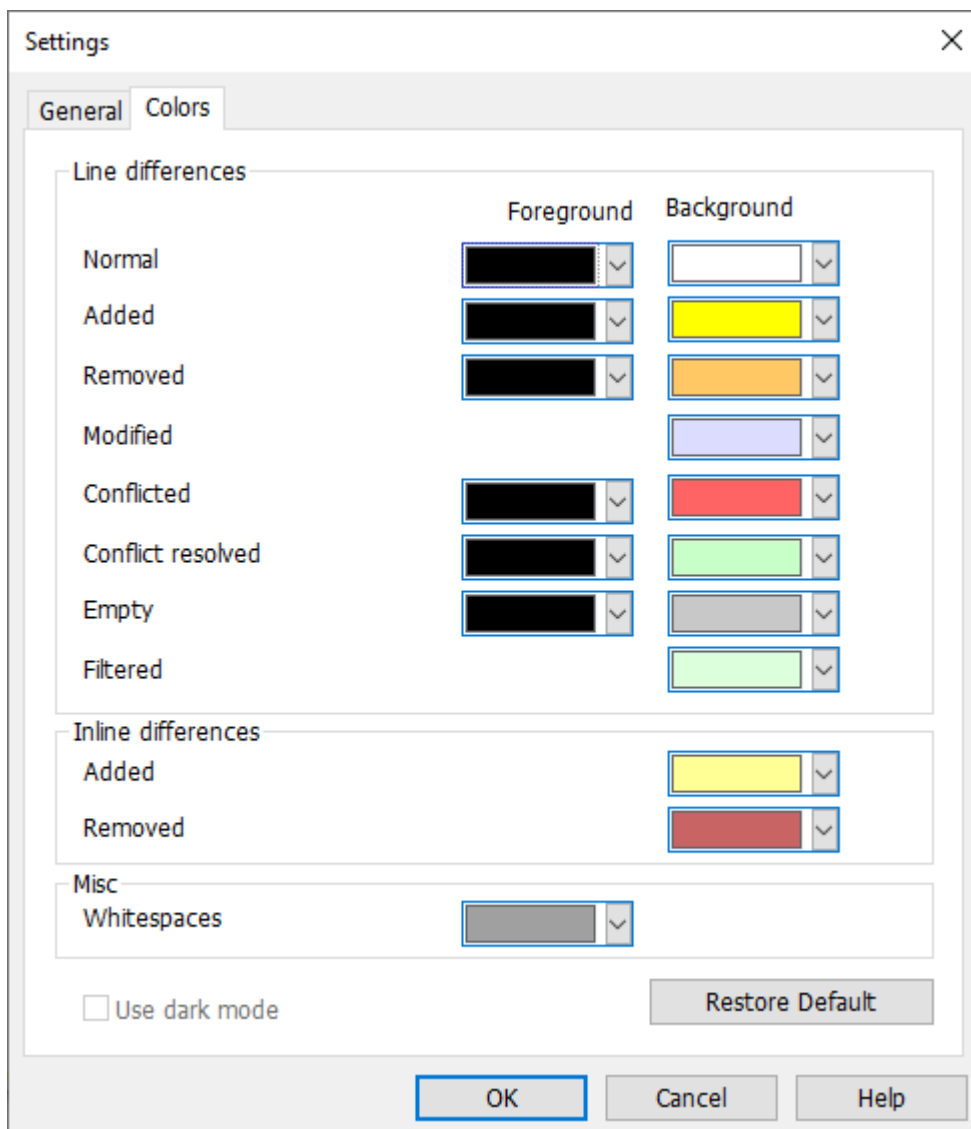 Settings
General
Colors
Line differences
Foreground
Background
Normal
Added
Removed
Modified
Conflicted
Conflict resolved
Empty
Filtered
Inline differences
Added
Removed
Misc
Whitespaces
Use dark mode
Restore Default
OK
Cancel
Help